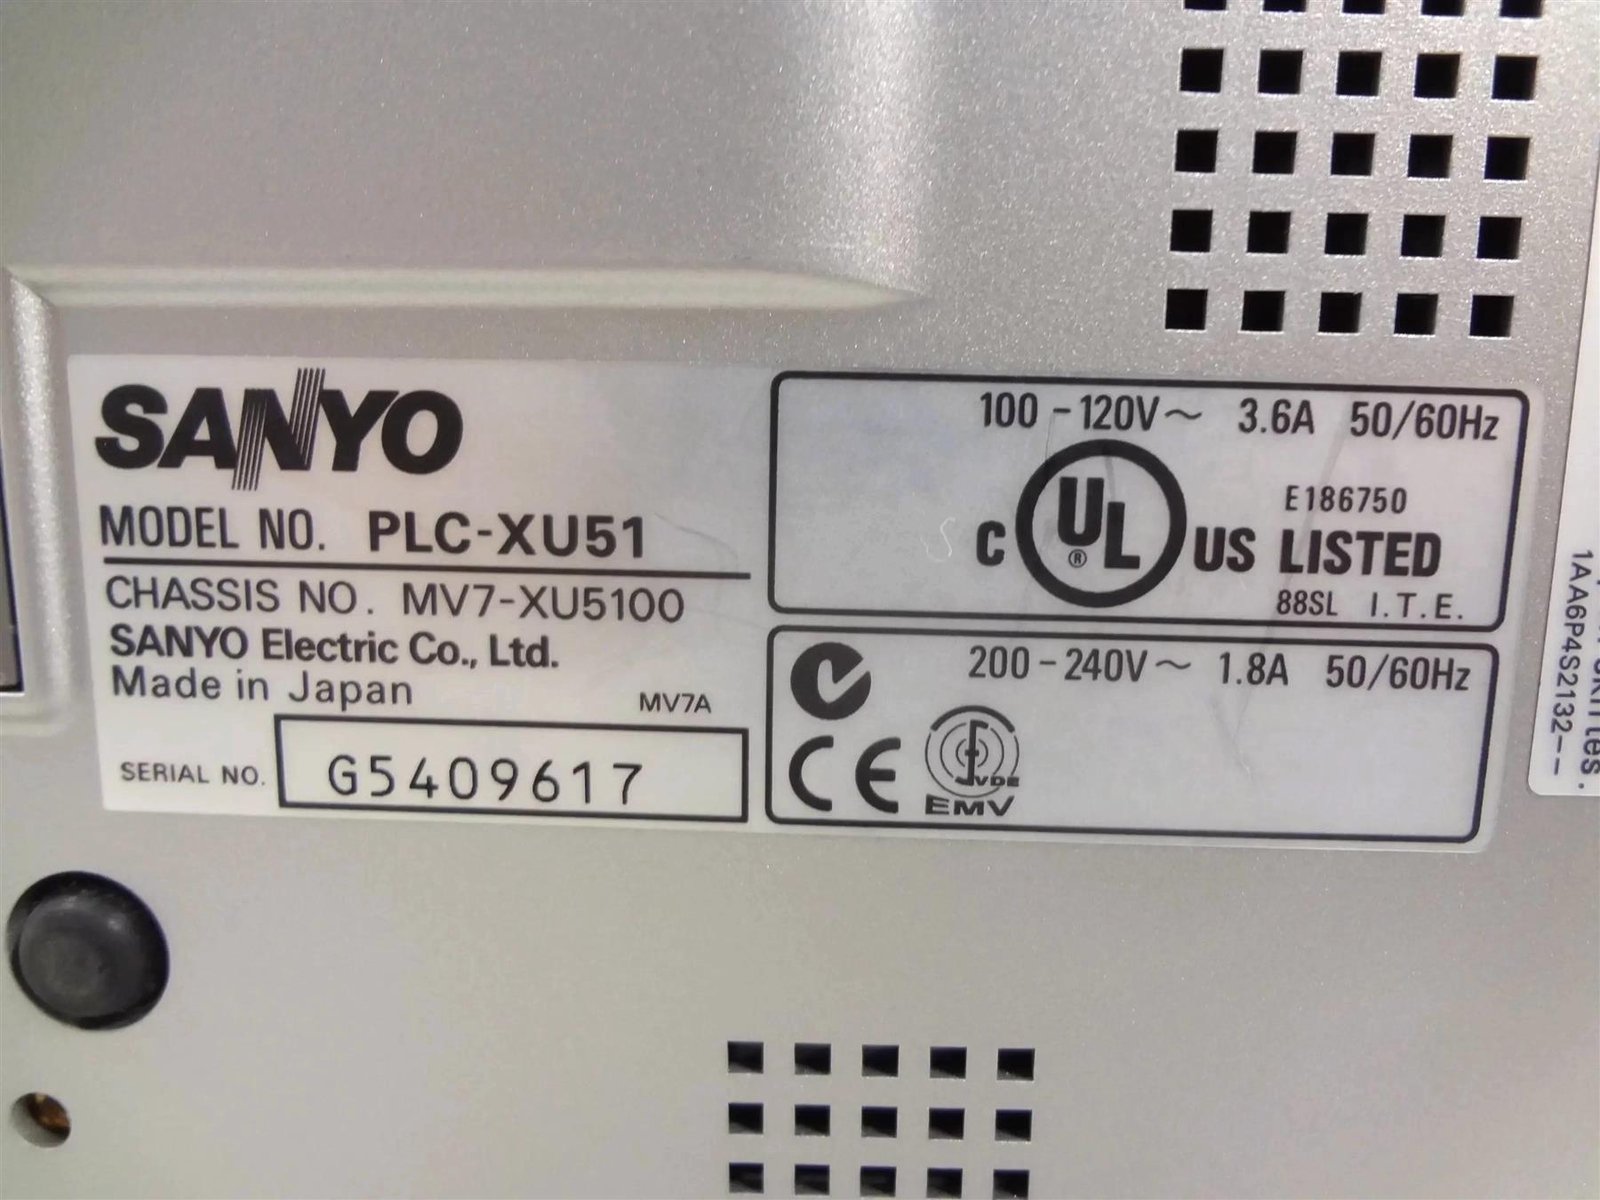 SANYO
MODEL NO. PLC-XU51
CHASSIS NO. MV7-XU5100
SANYO Electric Co., Ltd.
Made in Japan
MV7A
SERIAL NO. G5409617
100-120V~ 3.6A 50/60Hz
C UL ® US LISTED
E186750
88SL I.T.E.
200-240V~ 1.8A 50/60Hz
CE
VDE
EMV
1AA6P4S2132--